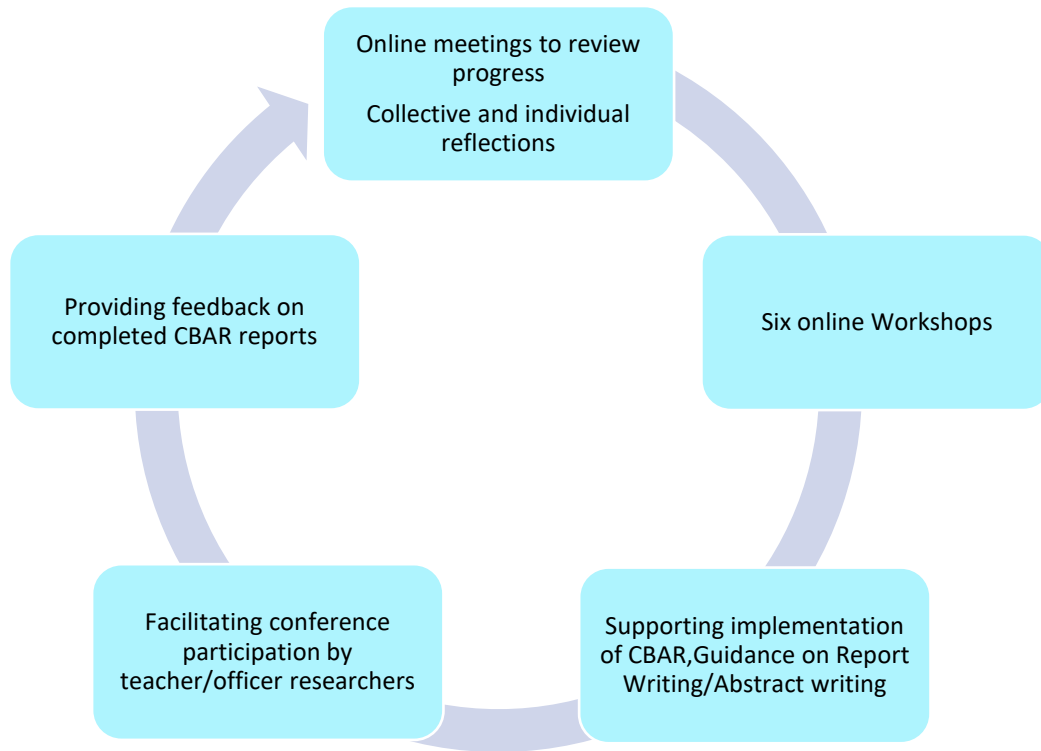 Online meetings to review
progress
Collective and individual
reflections
Six online Workshops
Supporting implementation
of CBAR,Guidance on Report
Writing/Abstract writing
Facilitating conference
participation by
teacher/officer researchers
Providing feedback on
completed CBAR reports